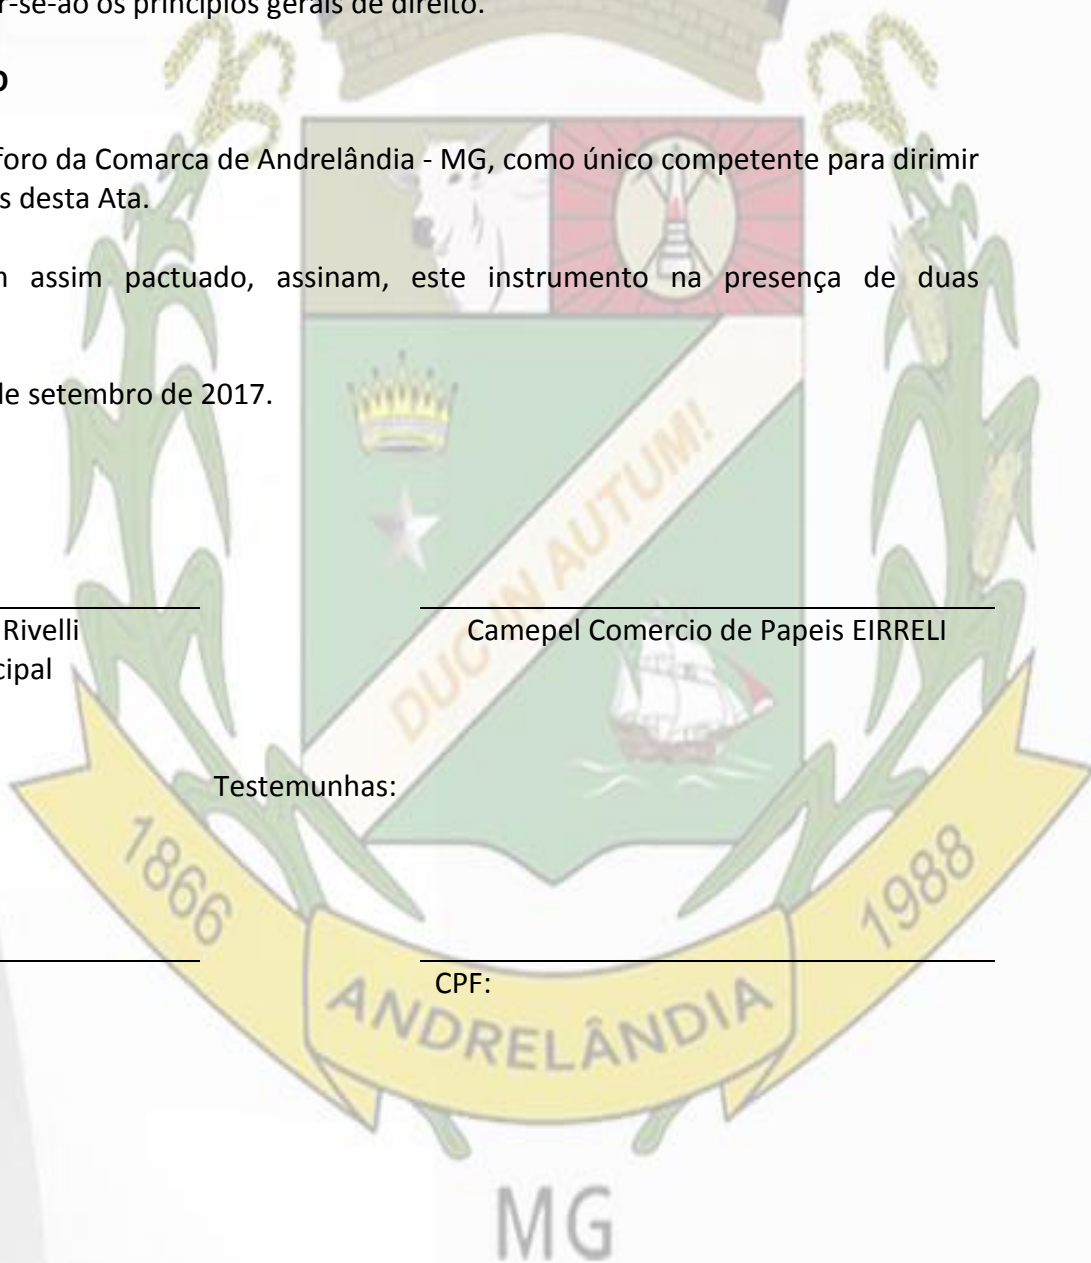 r-se-ão os princípios gerais de direito.
O
foro da Comarca de Andrelândia - MG, como único competente para dirimir
s desta Ata.
m assim pactuado, assinam, este instrumento na presença de duas
de setembro de 2017.
DUC IN AUTUM!
Rivelli
Camepel Comercio de Papeis EIRRELI
cipal
Testemunhas:
1866
1988
CPF:
ANDRELÂNDIA
MG